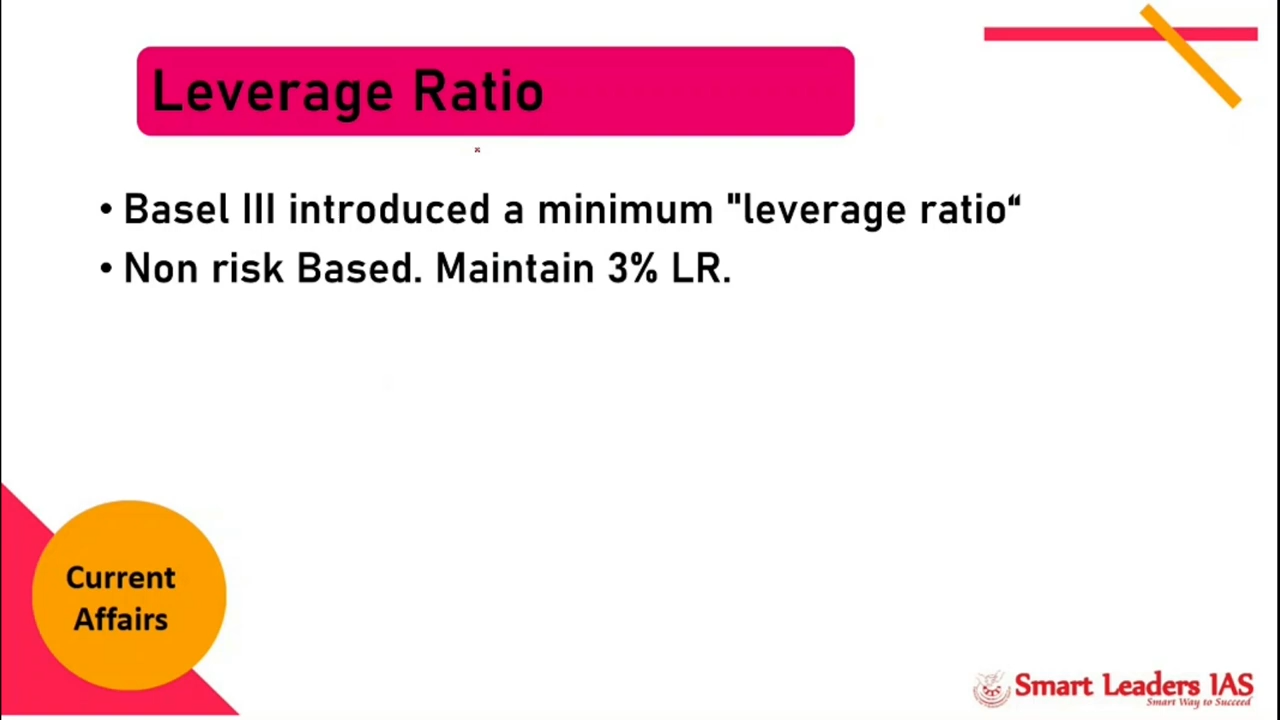 Leverage Ratio
• Basel III introduced a minimum "leverage ratio“
• Non risk Based. Maintain 3% LR.
Current
Affairs
Smart Leaders IAS
Smart Way to Succeed